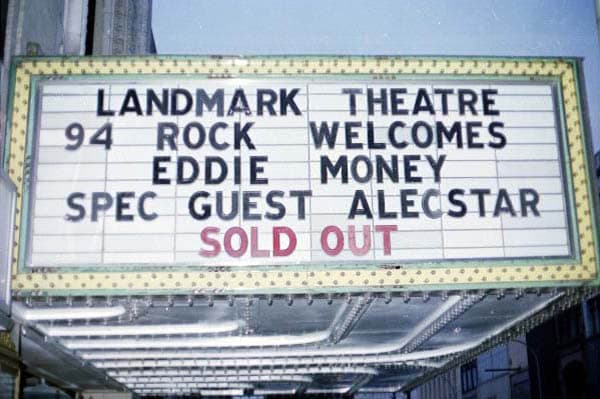 LANDMARK THEATRE
94 ROCK WELCOMES
EDDIE MONEY
SPEC GUEST ALECSTAR
SOLD OUT